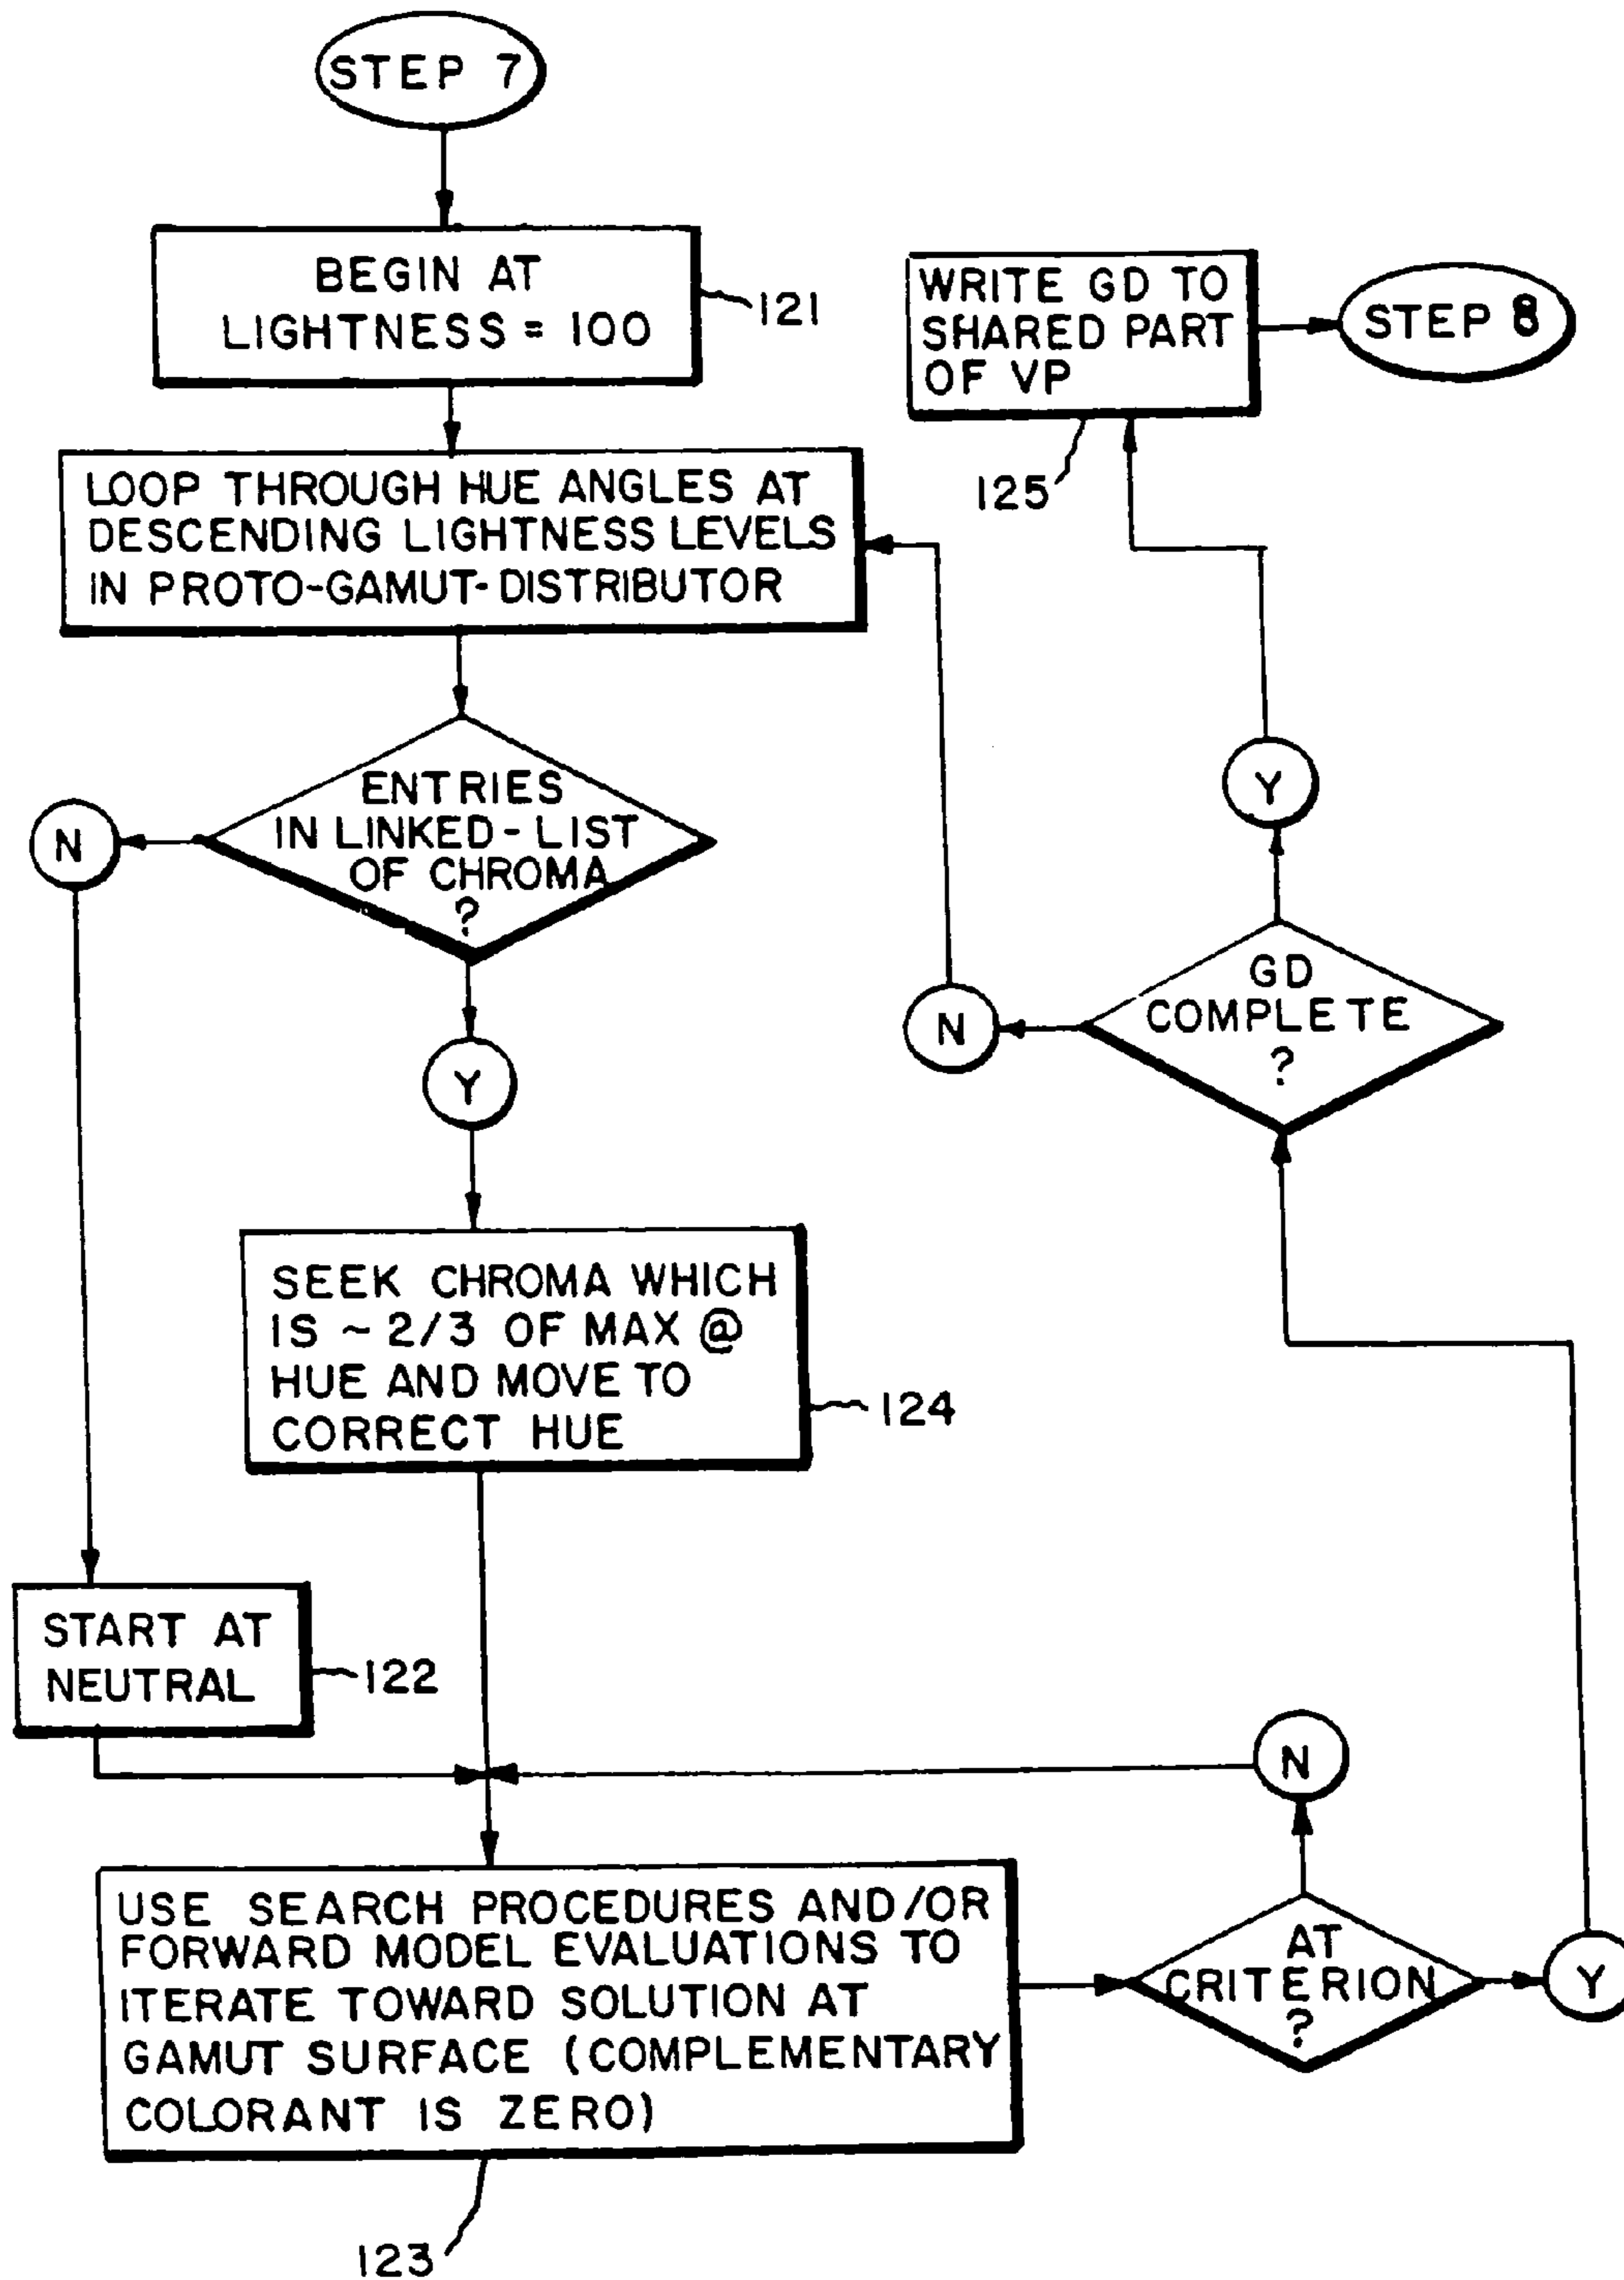 STEP 7
BEGIN AT
LIGHTNESS = 100
121
LOOP THROUGH HUE ANGLES AT
DESCENDING LIGHTNESS LEVELS
IN PROTO-GAMUT-DISTRIBUTOR
ENTRIES
IN LINKED-LIST
OF CHROMA
?
N
Y
SEEK CHROMA WHICH
IS ~ 2/3 OF MAX @
HUE AND MOVE TO
CORRECT HUE
124
START AT
NEUTRAL
122
USE SEARCH PROCEDURES AND/OR
FORWARD MODEL EVALUATIONS TO
ITERATE TOWARD SOLUTION AT
GAMUT SURFACE (COMPLEMENTARY
COLORANT IS ZERO)
123
AT
CRITERION
?
N
Y
GD
COMPLETE
?
N
Y
WRITE GD TO
SHARED PART
OF VP
125
STEP 8